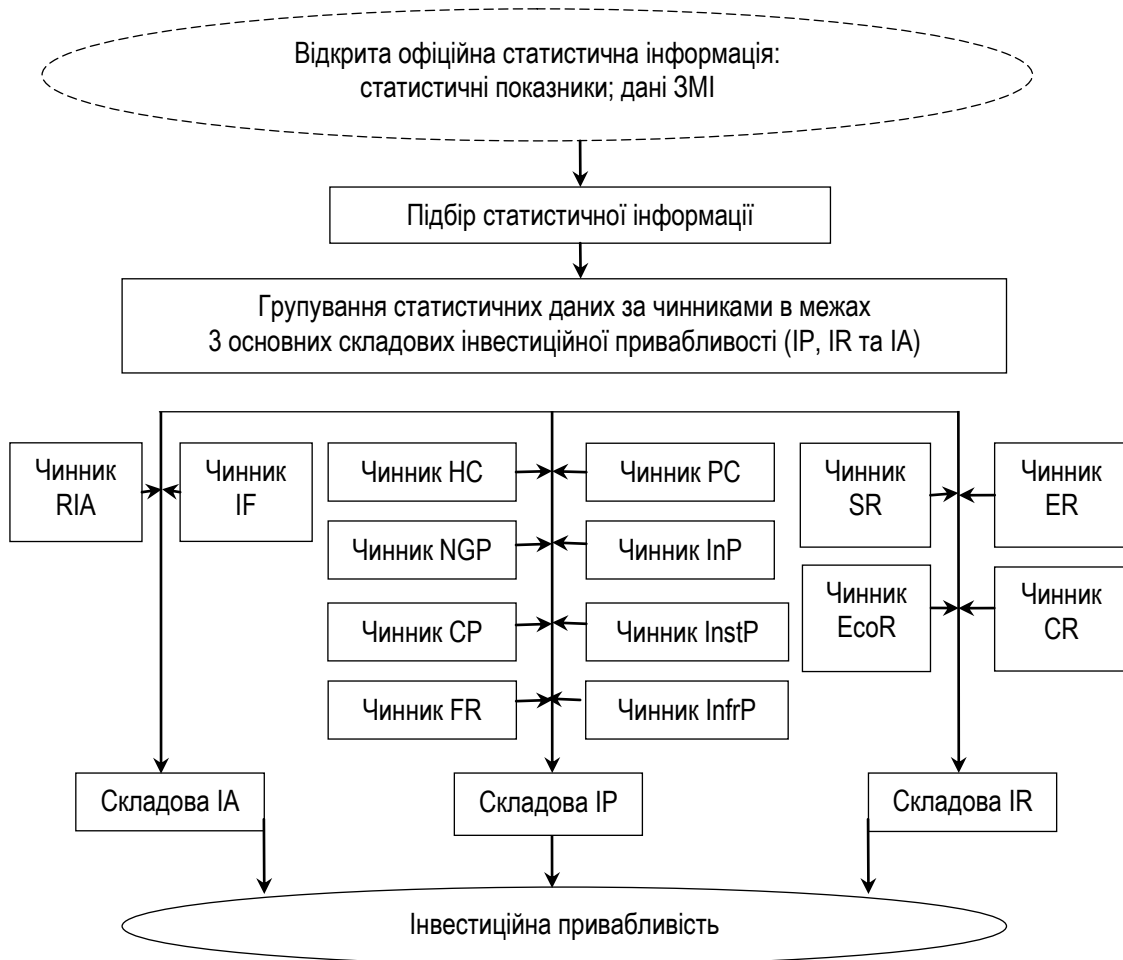 Відкрита офіційна статистична інформація:
статистичні показники; дані ЗМІ
Підбір статистичної інформації
Групування статистичних даних за чинниками в межах
3 основних складових інвестиційної привабливості (IP, IR та IA)
Чинник
RIA
Чинник
IF
Чинник HC
Чинник PC
Чинник NGP
Чинник InP
Чинник CP
Чинник InstP
Чинник FR
Чинник InfrP
Чинник
SR
Чинник
ER
Чинник
EcoR
Чинник
CR
Складова IA
Складова IP
Складова IR
Інвестиційна привабливість